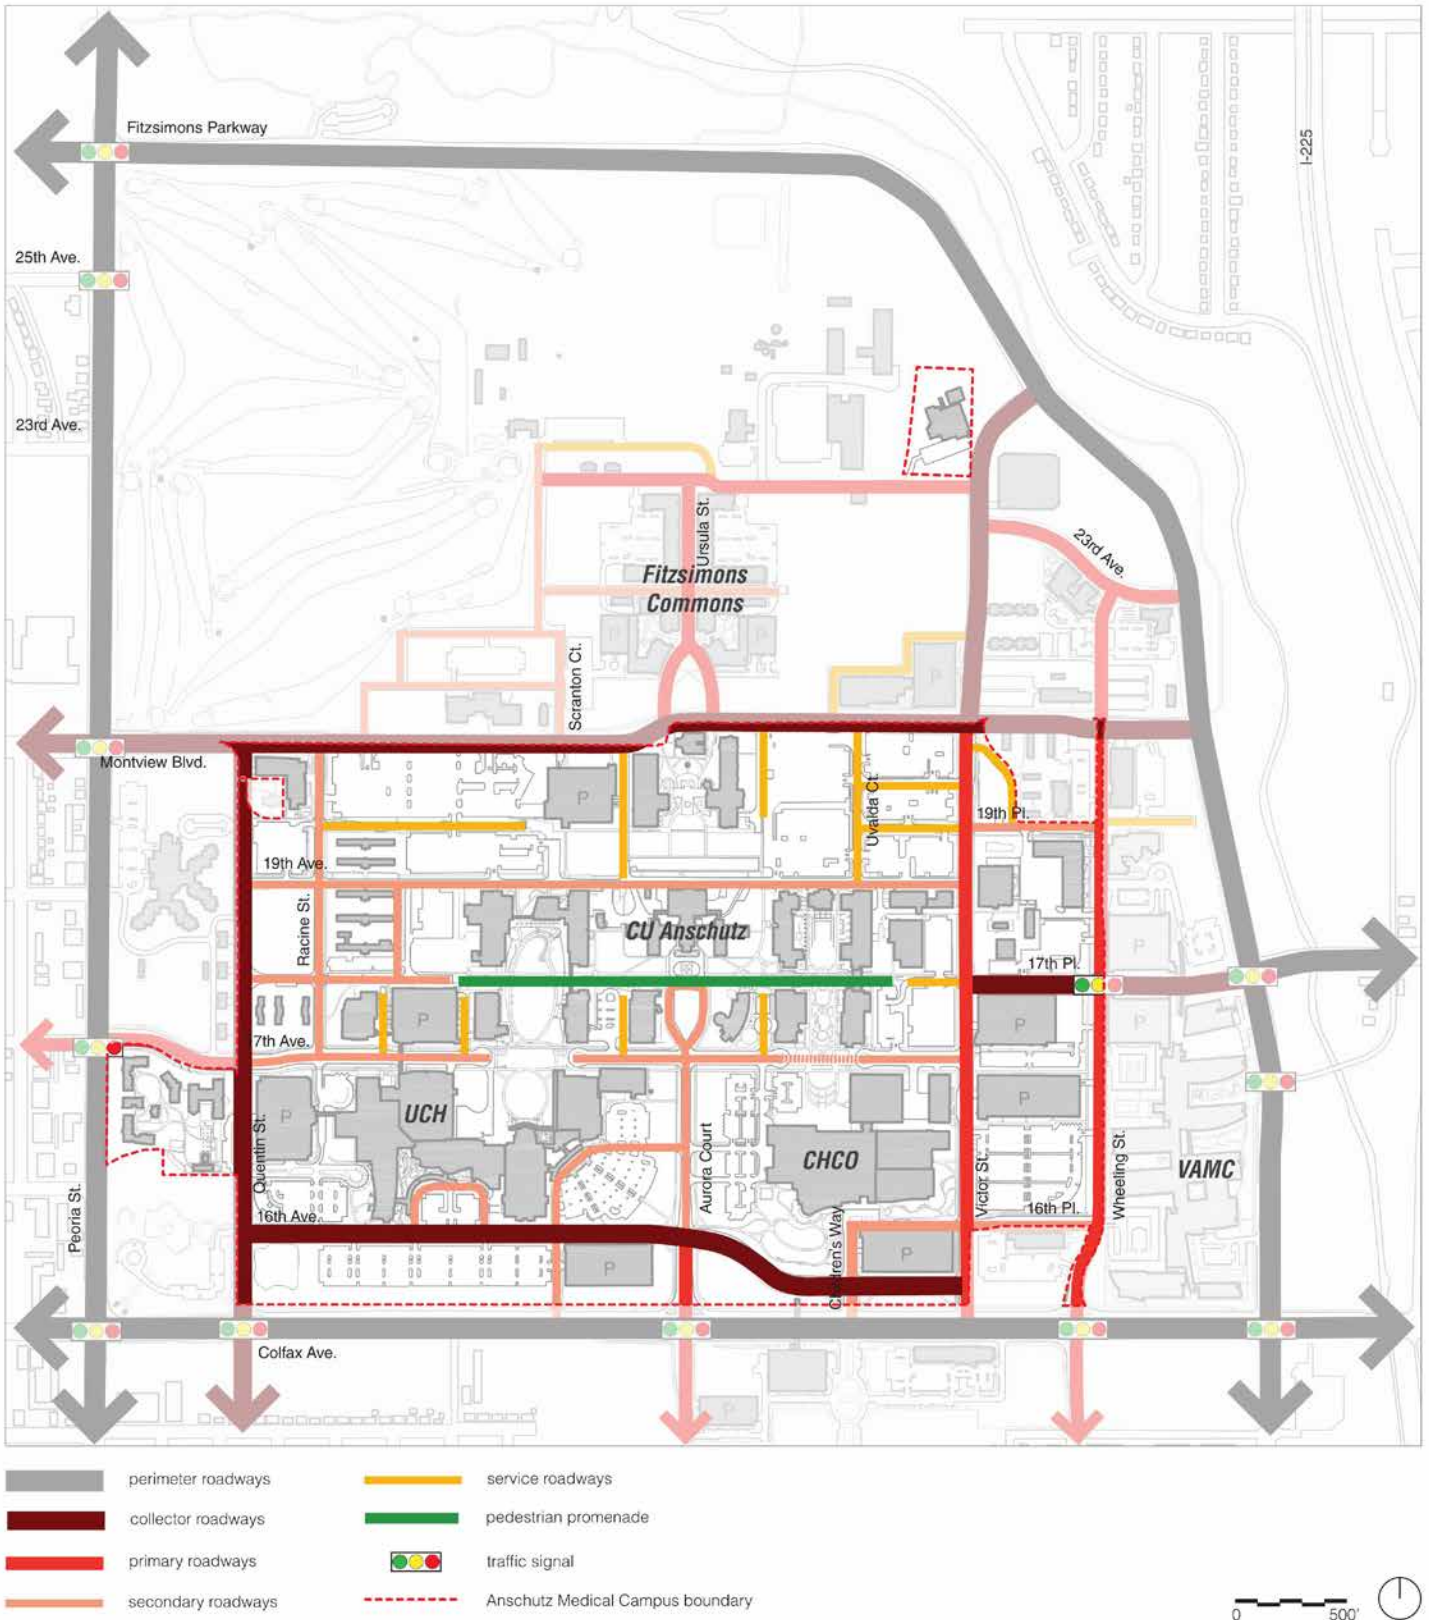 Fitzsimons Parkway
I-225
25th Ave.
23rd Ave.
Ursula St.
23rd Ave.
Fitzsimons
Commons
P
P
Scranton Ct.
P
Montview Blvd.
P
Uvalda Ct.
19th Pl.
19th Ave.
Racine St.
CU Anschutz
P
17th Pl.
P
P
7th Ave.
P
P
UCH
Quentin St.
Aurora Court
CHCO
Victor St.
Wheeling St.
VAMC
Peoria St.
16th Ave.
Children's Way
16th Pl.
P
P
Colfax Ave.
P
perimeter roadways
service roadways
collector roadways
pedestrian promenade
primary roadways
traffic signal
secondary roadways
Anschutz Medical Campus boundary
0
500'